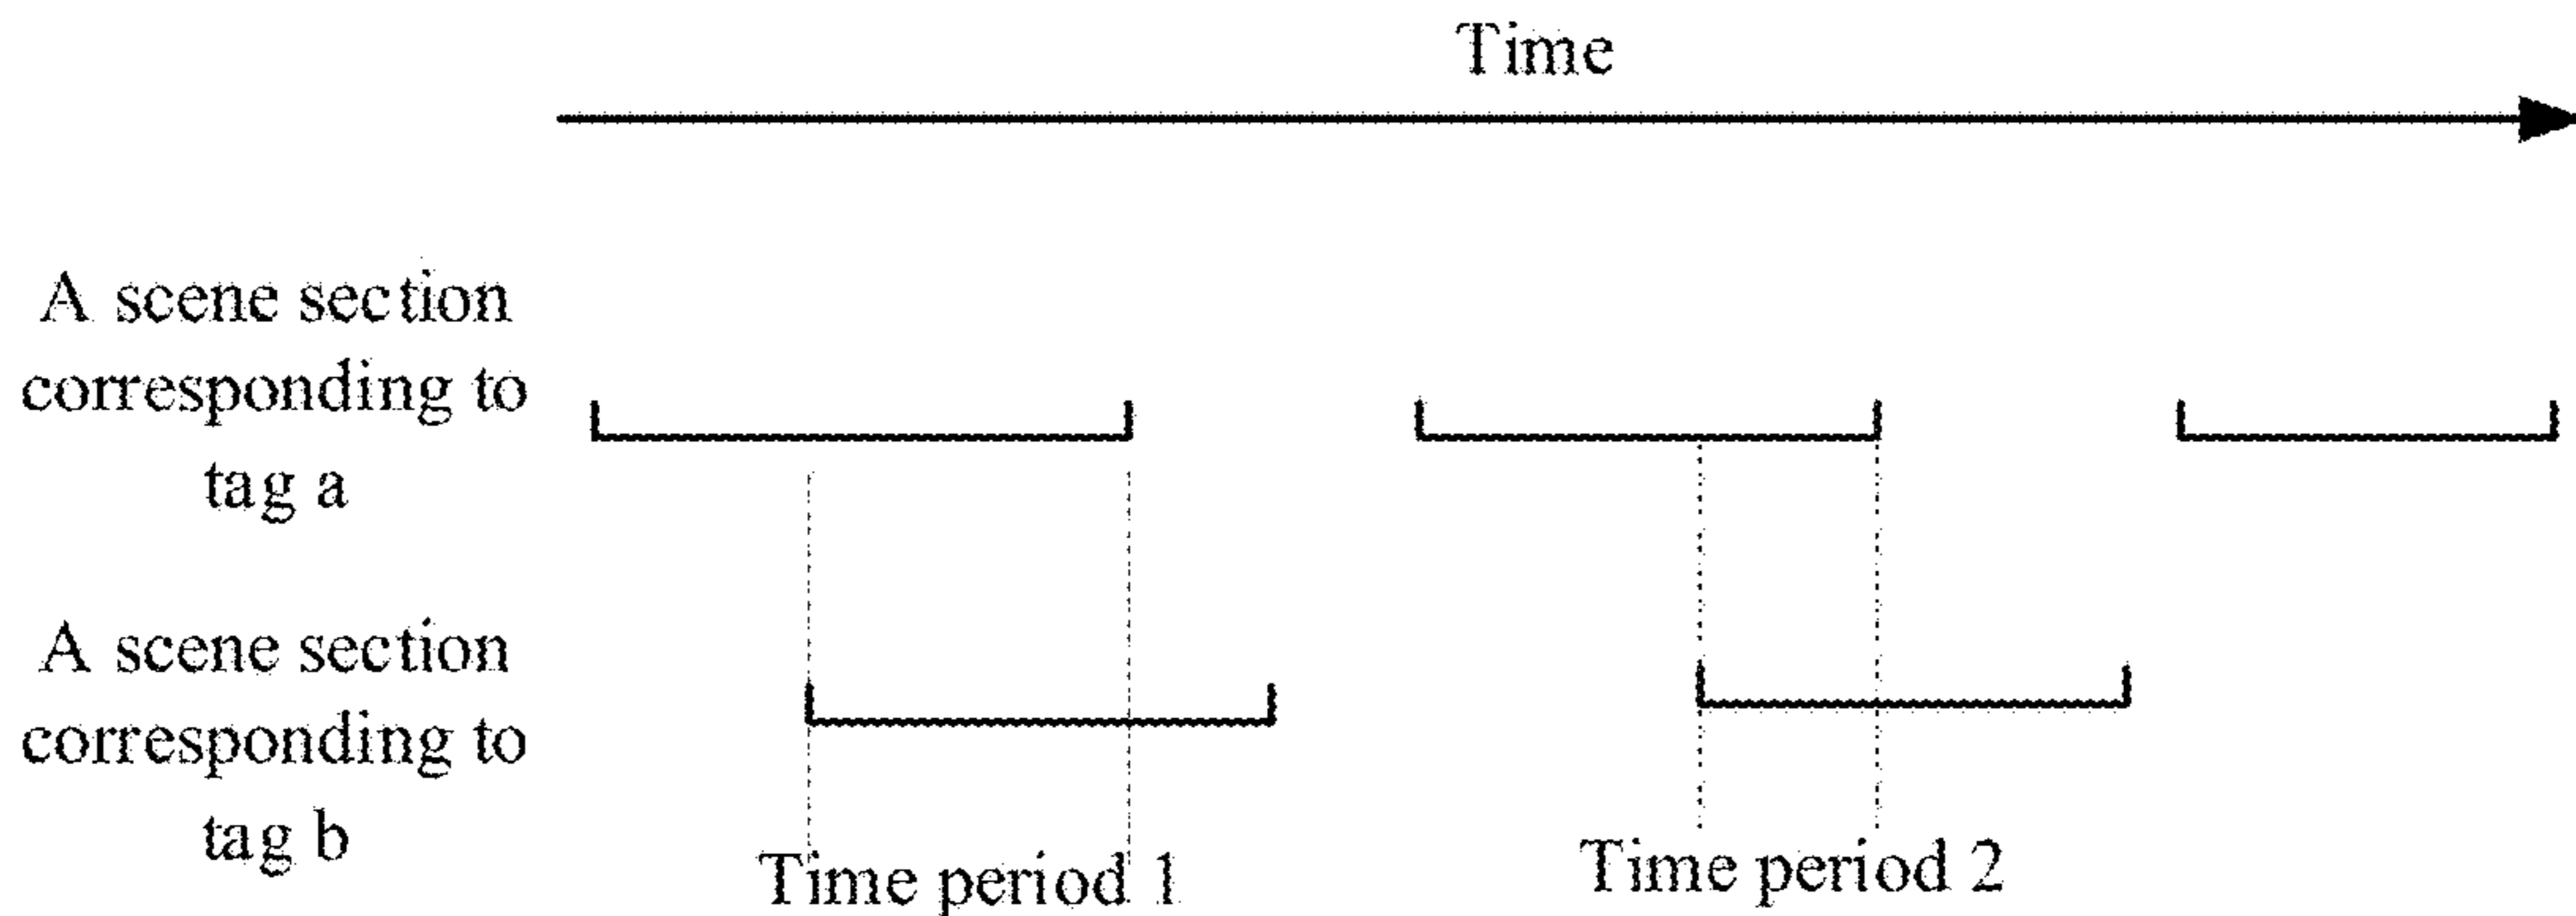 Time
A scene section
corresponding to
tag a
A scene section
corresponding to
tag b
Time period 1
Time period 2